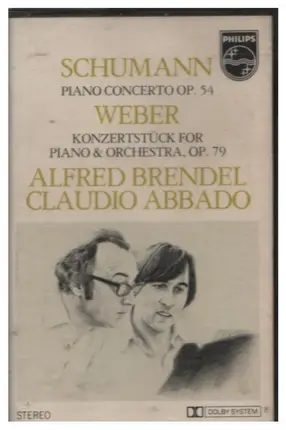 PHILIPS
SCHUMANN
PIANO CONCERTO OP. 54
WEBER
KONZERTSTÜCK FOR
PIANO & ORCHESTRA, OP. 79
ALFRED BRENDEL
CLAUDIO ABBADO
STEREO
DOLBY SYSTEM